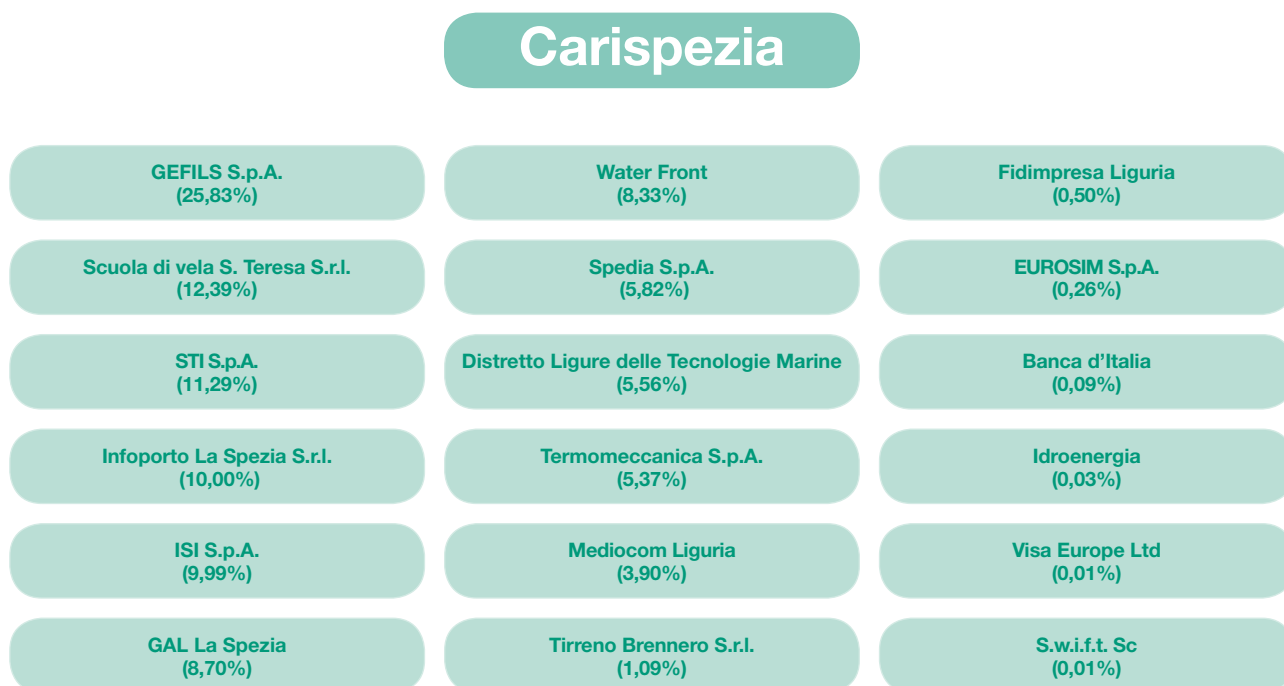 Carispezia
GEFILS S.p.A.
(25,83%)
Scuola di vela S. Teresa S.r.l.
(12,39%)
STI S.p.A.
(11,29%)
Infoporto La Spezia S.r.l.
(10,00%)
ISI S.p.A.
(9,99%)
GAL La Spezia
(8,70%)
Water Front
(8,33%)
Spedia S.p.A.
(5,82%)
Distretto Ligure delle Tecnologie Marine
(5,56%)
Termomeccanica S.p.A.
(5,37%)
Mediocom Liguria
(3,90%)
Tirreno Brennero S.r.l.
(1,09%)
Fidimpresa Liguria
(0,50%)
EUROSIM S.p.A.
(0,26%)
Banca d’Italia
(0,09%)
Idroenergia
(0,03%)
Visa Europe Ltd
(0,01%)
S.w.i.f.t. Sc
(0,01%)